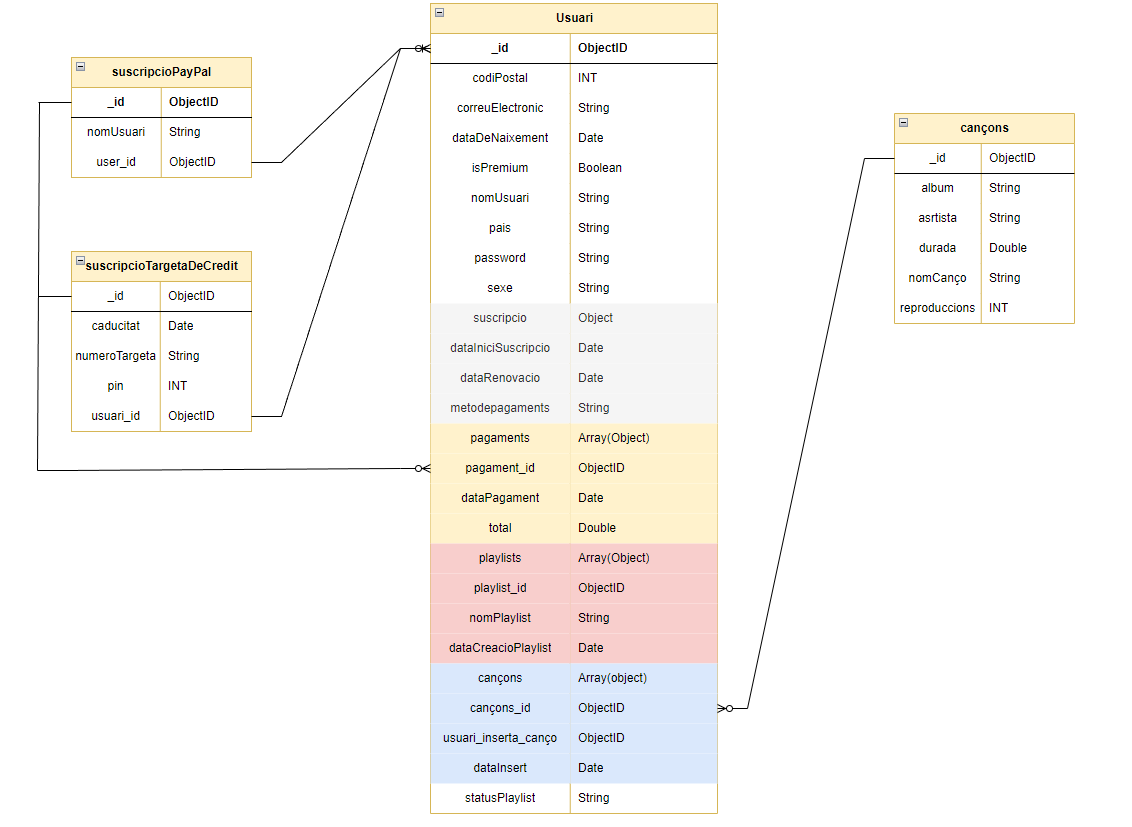 suscripcioPayPal
_id ObjectID
nomUsuari String
user_id ObjectID
suscripcioTargetaDeCredit
_id ObjectID
caducitat Date
numeroTargeta String
pin INT
usuari_id ObjectID
Usuari
_id ObjectID
codiPostal INT
correuElectronic String
dataDeNaixement Date
isPremium Boolean
nomUsuari String
pais String
password String
sexe String
suscripcio Object
dataIniciSuscripcio Date
dataRenovacio Date
metodepagaments String
pagaments Array(Object)
pagament_id ObjectID
dataPagament Date
total Double
playlists Array(Object)
playlist_id ObjectID
nomPlaylist String
dataCreacioPlaylist Date
cançons Array(object)
cançons_id ObjectID
usuari_inserta_canço ObjectID
dataInsert Date
statusPlaylist String
cançons
_id ObjectID
album String
asrtista String
durada Double
nomCanço String
reproduccions INT